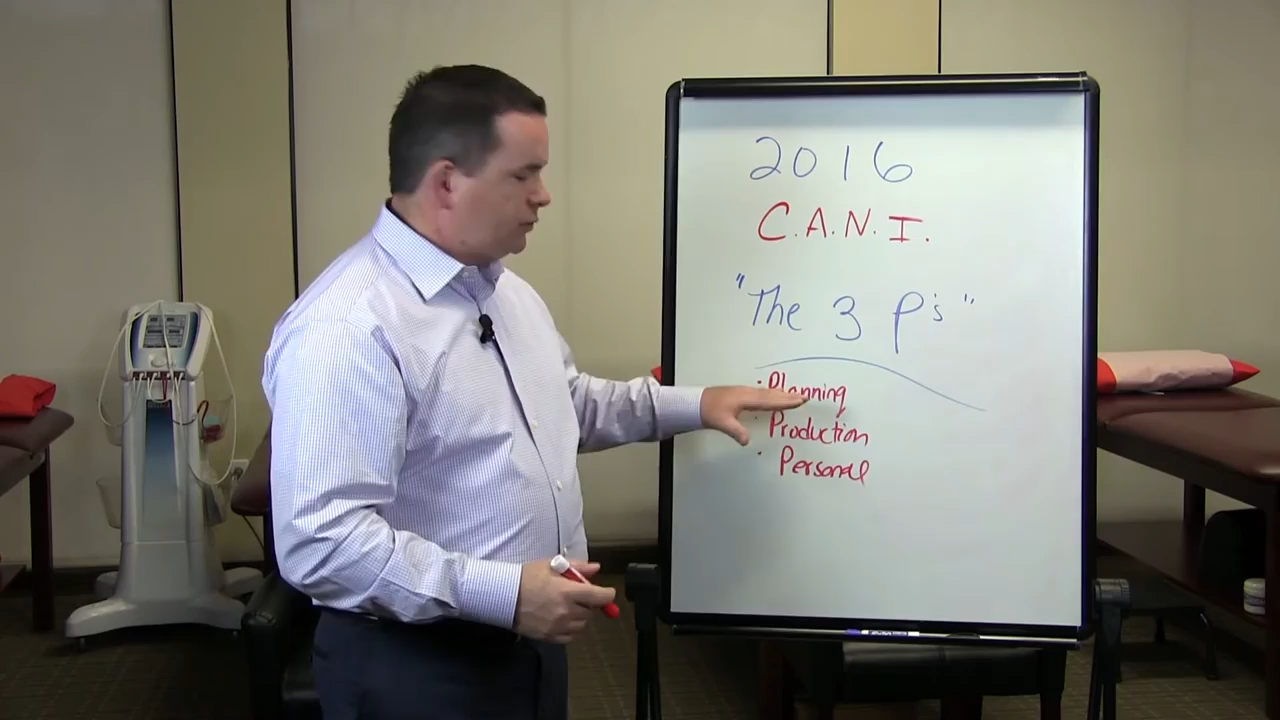 2016
C.A.N.I.
"The 3 P's"
· Planning
· Production
· Personal